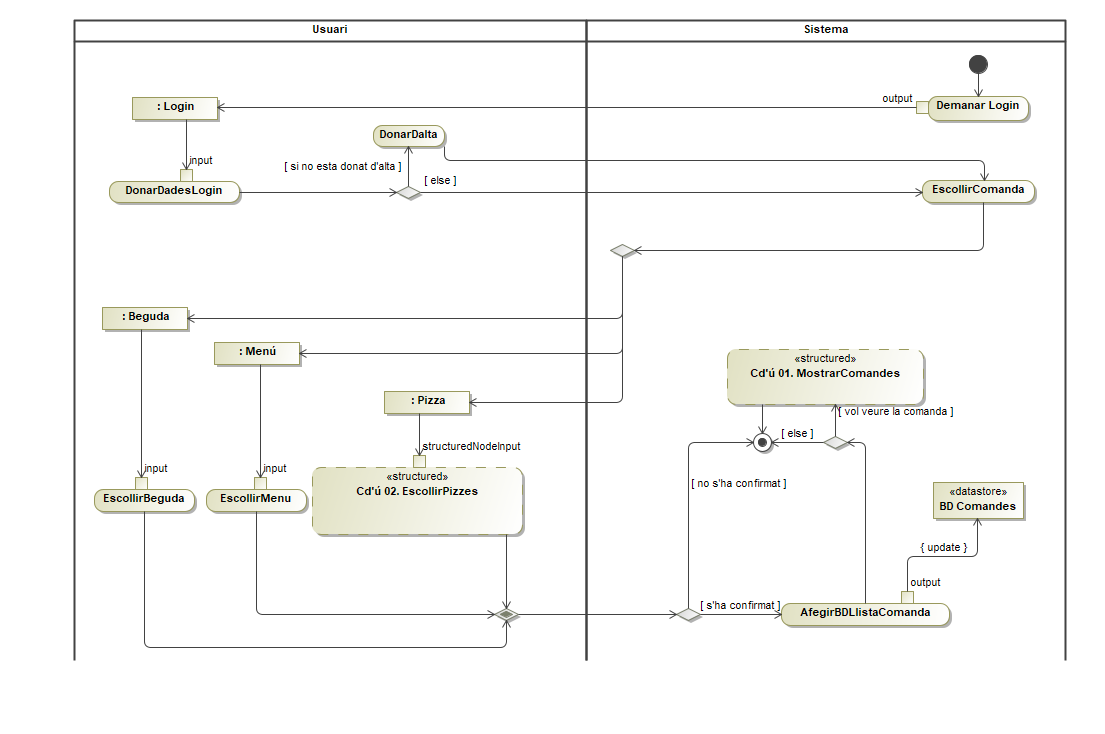 Usuari
Sistema
: Login
output
Demanar Login
DonarDalta
input
[ si no esta donat d'alta ]
[ else ]
DonarDadesLogin
EscollirComanda
: Beguda
: Menú
«structured»
Cd'ú 01. MostrarComandes
: Pizza
[ vol veure la comanda ]
[ else ]
structuredNodeInput
input
input
«structured»
Cd'ú 02. EscollirPizzes
[ no s'ha confirmat ]
EscollirBeguda
EscollirMenu
«datastore»
BD Comandes
{ update }
output
[ s'ha confirmat ]
AfegirBDLlistaComanda